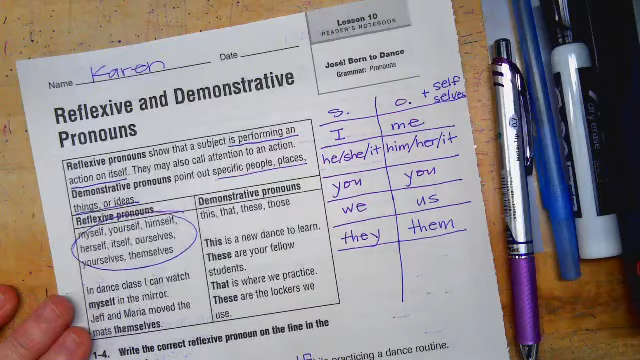 Lesson 10
READER'S NOTEBOOK
José! Born to Dance
Grammar: Pronouns
Name Karen Date
Reflexive and Demonstrative
Pronouns
Reflexive pronouns show that a subject is performing an
action on itself. They may also call attention to an action.
Demonstrative pronouns point out specific people, places,
things, or ideas.
Reflexive pronouns
myself, yourself, himself,
herself, itself, ourselves,
yourselves, themselves
In dance class I can watch
myself in the mirror.
Jeff and Maria moved the
mats themselves.
Demonstrative pronouns
this, that, these, those
This is a new dance to learn.
These are your fellow
students.
That is where we practice.
These are the lockers we
use.
s. o. + self
selves
I me
he/she/it him/her/it
you you
we us
they them
1–4. Write the correct reflexive pronoun on the line in the
practicing a dance routine.
dry erase